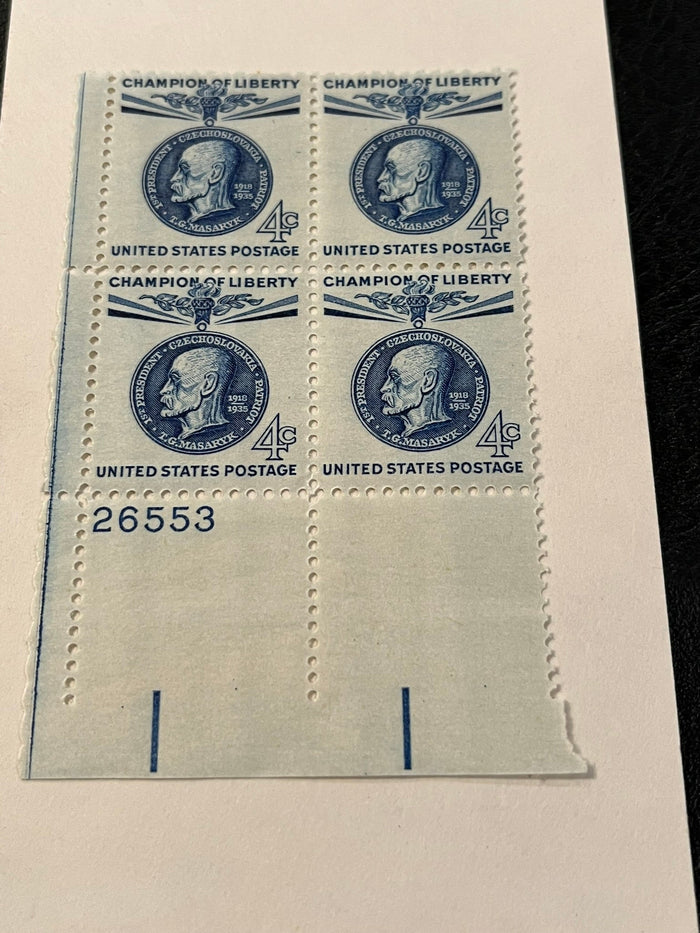 CHAMPION OF LIBERTY
1ST PRESIDENT · CZECHOSLOVAKIA · PATRIOT
· T.G. MASARYK ·
1918
1935
4c
UNITED STATES POSTAGE
CHAMPION OF LIBERTY
1ST PRESIDENT · CZECHOSLOVAKIA · PATRIOT
· T.G. MASARYK ·
1918
1935
4c
UNITED STATES POSTAGE
CHAMPION OF LIBERTY
1ST PRESIDENT · CZECHOSLOVAKIA · PATRIOT
· T.G. MASARYK ·
1918
1935
4c
UNITED STATES POSTAGE
CHAMPION OF LIBERTY
1ST PRESIDENT · CZECHOSLOVAKIA · PATRIOT
· T.G. MASARYK ·
1918
1935
4c
UNITED STATES POSTAGE
26553